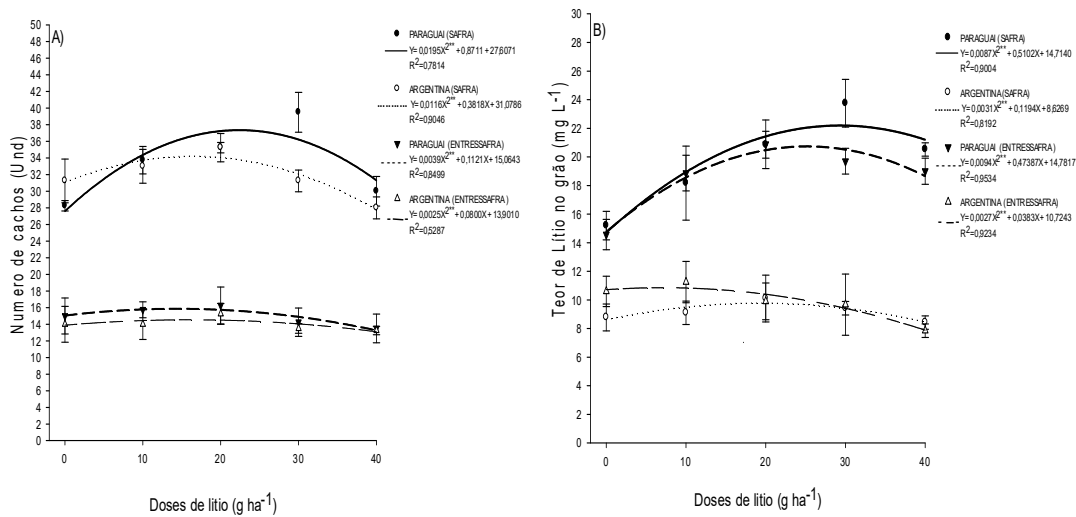 A)
Numero de cachos (Und)
50
48
46
44
42
40
38
36
34
32
30
28
26
24
22
20
18
16
14
12
10
8
6
4
2
0
0 10 20 30 40
Doses de litio (g ha-1)
PARAGUAI (SAFRA)
Y= 0,0195X2** + 0,8711 + 27,6071
R2=0,7814
ARGENTINA (SAFRA)
Y= 0,0116X2** + 0,3818X + 31,0786
R2=0,9046
PARAGUAI (ENTRESSAFRA)
Y= 0,0039X2** + 0,1121X + 15,0643
R2=0,8499
ARGENTINA (ENTRESSAFRA)
Y= 0,0025X2** + 0,0800X + 13,9010
R2=0,5287
B)
Teor de Lítio no grão (mg L-1)
30
28
26
24
22
20
18
16
14
12
10
8
6
4
2
0
0 10 20 30 40
Doses de litio (g ha-1)
PARAGUAI (SAFRA)
Y= 0,0087X2** + 0,5102X + 14,7140
R2=0,9004
ARGENTINA (SAFRA)
Y= 0,0031X2** + 0,1194X + 8,6269
R2=0,8192
PARAGUAI (ENTRESSAFRA)
Y= 0,0094X2** + 0,47387X + 14,7817
R2=0,9534
ARGENTINA (ENTRESSAFRA)
Y= 0,0027X2** + 0,0383X + 10,7243
R2=0,9234